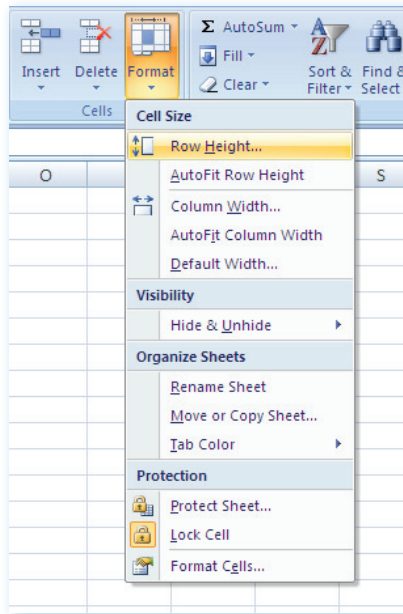 Σ AutoSum
Fill
Clear
Insert Delete Format
Sort & Filter
Find & Select
Cells
Cell Size
Row Height...
O S
AutoFit Row Height
Column Width...
AutoFit Column Width
Default Width...
Visibility
Hide & Unhide
Organize Sheets
Rename Sheet
Move or Copy Sheet...
Tab Color
Protection
Protect Sheet...
Lock Cell
Format Cells...